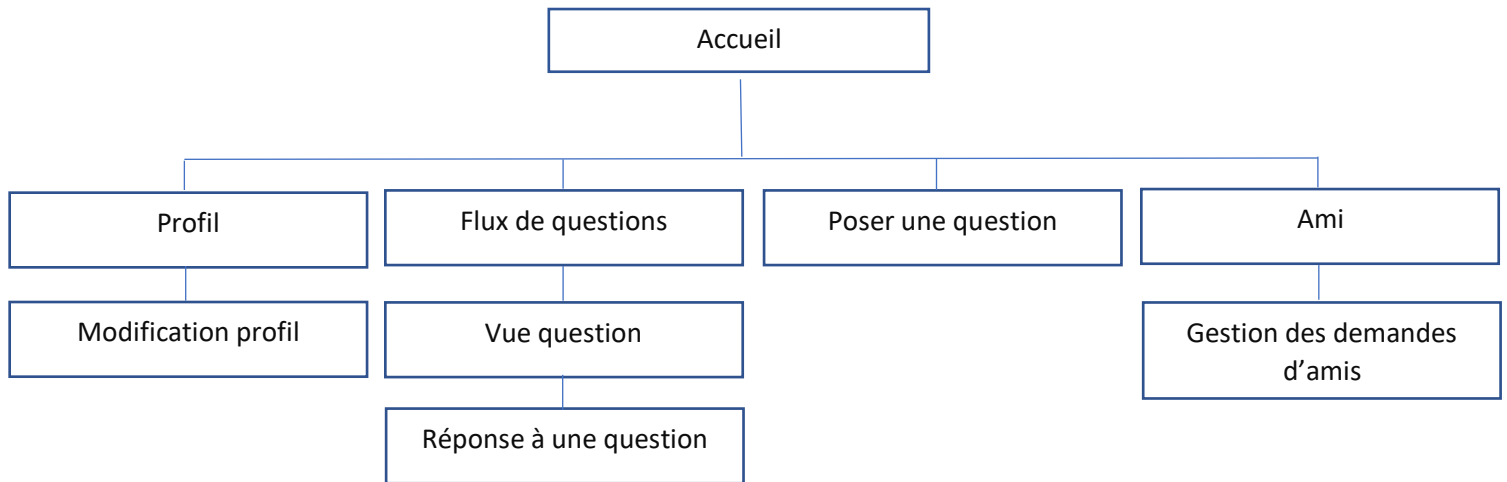 Accueil
Profil
Flux de questions
Poser une question
Ami
Modification profil
Vue question
Gestion des demandes
d’amis
Réponse à une question